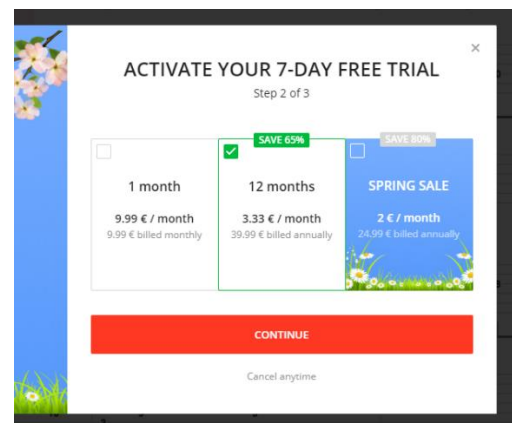 ACTIVATE YOUR 7-DAY FREE TRIAL
Step 2 of 3
SAVE 65%
SAVE 80%
1 month
12 months
SPRING SALE
9.99 € / month
3.33 € / month
2 € / month
9.99 € billed monthly
39.99 € billed annually
24.99 € billed annually
CONTINUE
Cancel anytime